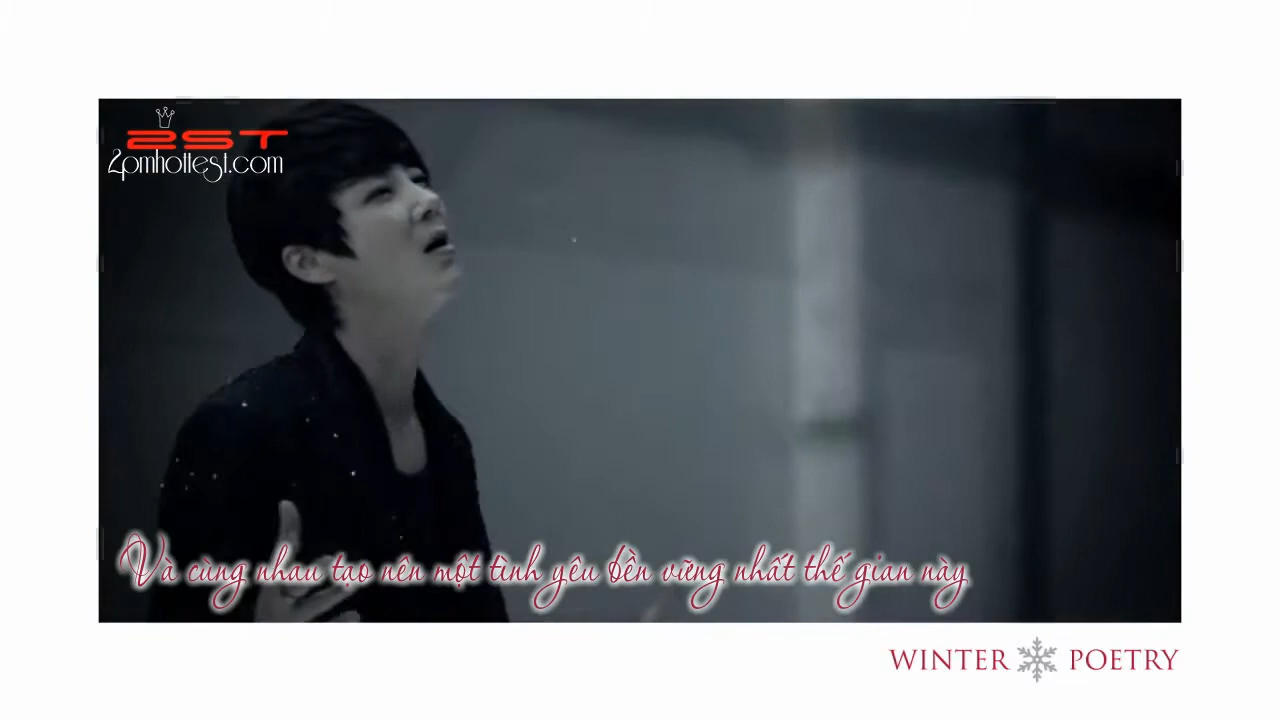 2ST
2pmhottest.com
Và cùng nhau tạo nên một tình yêu bền vững nhất thế gian này
WINTER POETRY